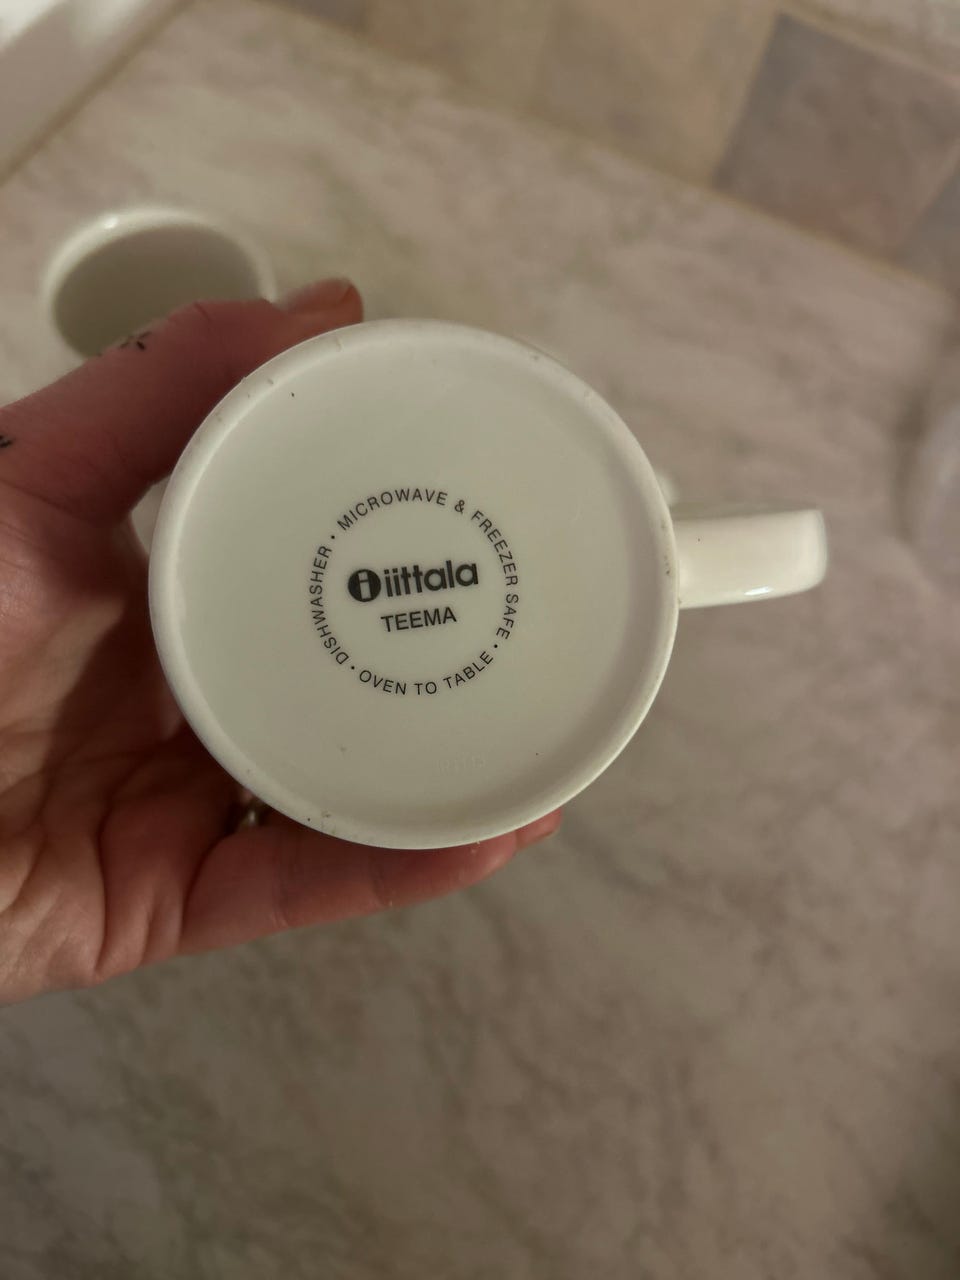 DISHWASHER • MICROWAVE & FREEZER SAFE • OVEN TO TABLE •
i iittala
TEEMA